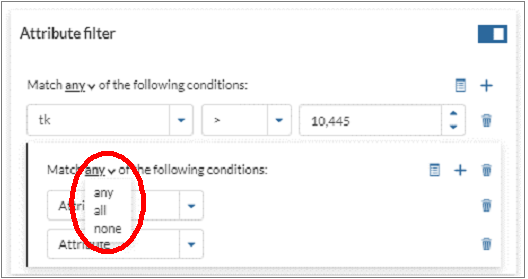 Attribute filter
Match any of the following conditions:
tk > 10,445
Match any of the following conditions:
any
all
none
Attri
Attribute